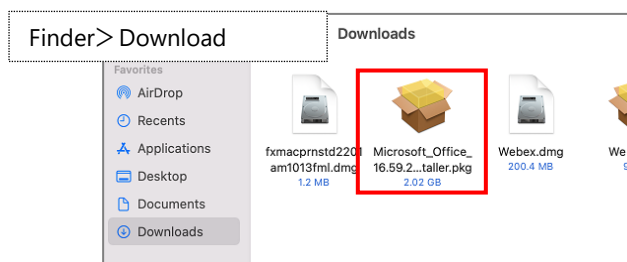 Finder＞Download
Downloads
Favorites
AirDrop
Recents
Applications
Desktop
Documents
Downloads
fxmacprnstd2201
am1013fml.dmg
1.2 MB
Microsoft_Office_
16.59.2...taller.pkg
2.02 GB
Webex.dmg
200.4 MB
We
9